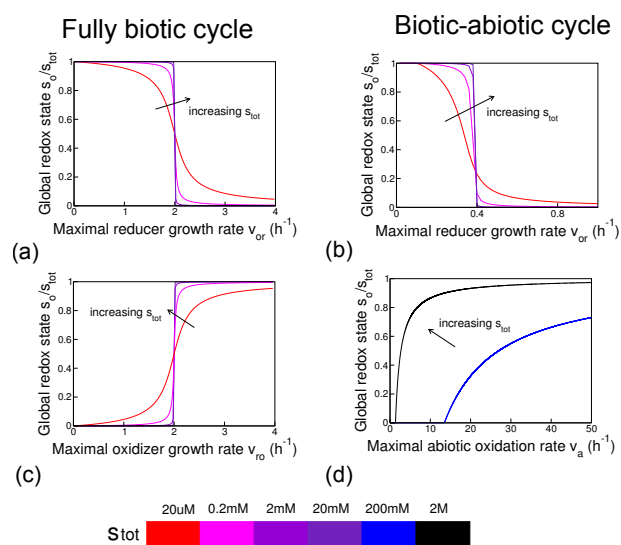 Fully biotic cycle
Biotic-abiotic cycle
Global redox state s_o/s_tot
1
0.8
0.6
0.4
0.2
0
increasing s_tot
0 1 2 3 4
Maximal reducer growth rate v_or (h⁻¹)
(a)
Global redox state s_o/s_tot
1
0.8
0.6
0.4
0.2
0
increasing s_tot
0 0.4 0.8
Maximal reducer growth rate v_or (h⁻¹)
(b)
Global redox state s_o/s_tot
1
0.8
0.6
0.4
0.2
0
increasing s_tot
0 1 2 3 4
Maximal oxidizer growth rate v_ro (h⁻¹)
(c)
Global redox state s_o/s_tot
1
0.8
0.6
0.4
0.2
0
increasing s_tot
0 10 20 30 40 50
Maximal abiotic oxidation rate v_a (h⁻¹)
(d)
20uM 0.2mM 2mM 20mM 200mM 2M
Stot